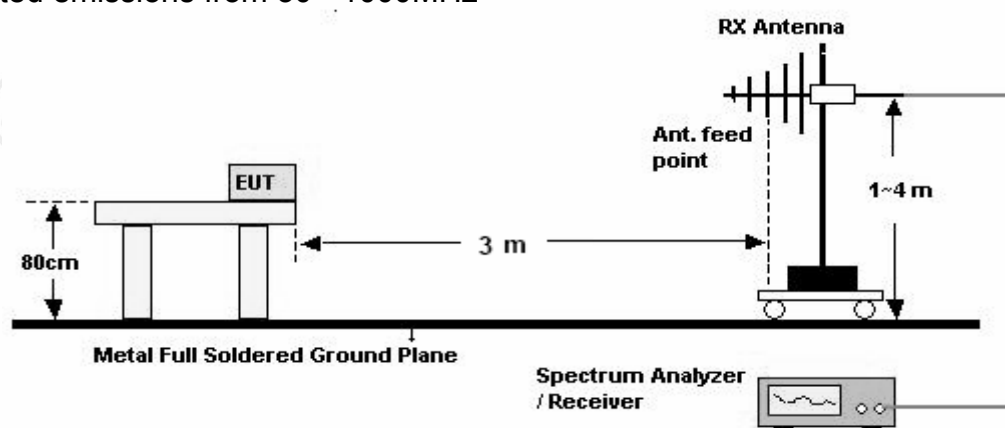 RX Antenna
Ant. feed
point
EUT
1~4 m
3 m
80cm
Metal Full Soldered Ground Plane
Spectrum Analyzer
/ Receiver